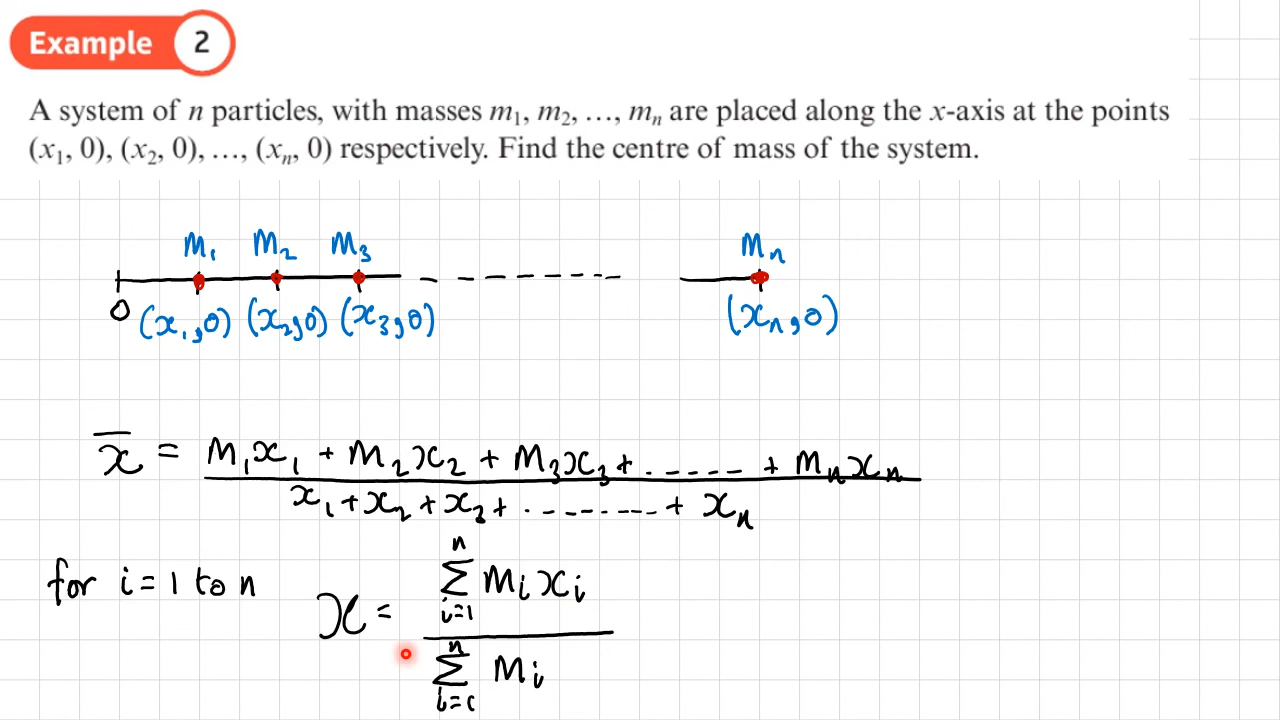 Example 2
A system of n particles, with masses m₁, m₂, …, mₙ are placed along the x-axis at the points
(x₁, 0), (x₂, 0), …, (xₙ, 0) respectively. Find the centre of mass of the system.
m₁ m₂ m₃ mₙ
0 (x₁, 0) (x₂, 0) (x₃, 0) (xₙ, 0)
x̄ = m₁x₁ + m₂x₂ + m₃x₃ + ...... + mₙxₙ
x₁ + x₂ + x₃ + ......... + xₙ
n
for i = 1 to n x = Σ mᵢxᵢ
i=1
n
Σ mᵢ
i=1